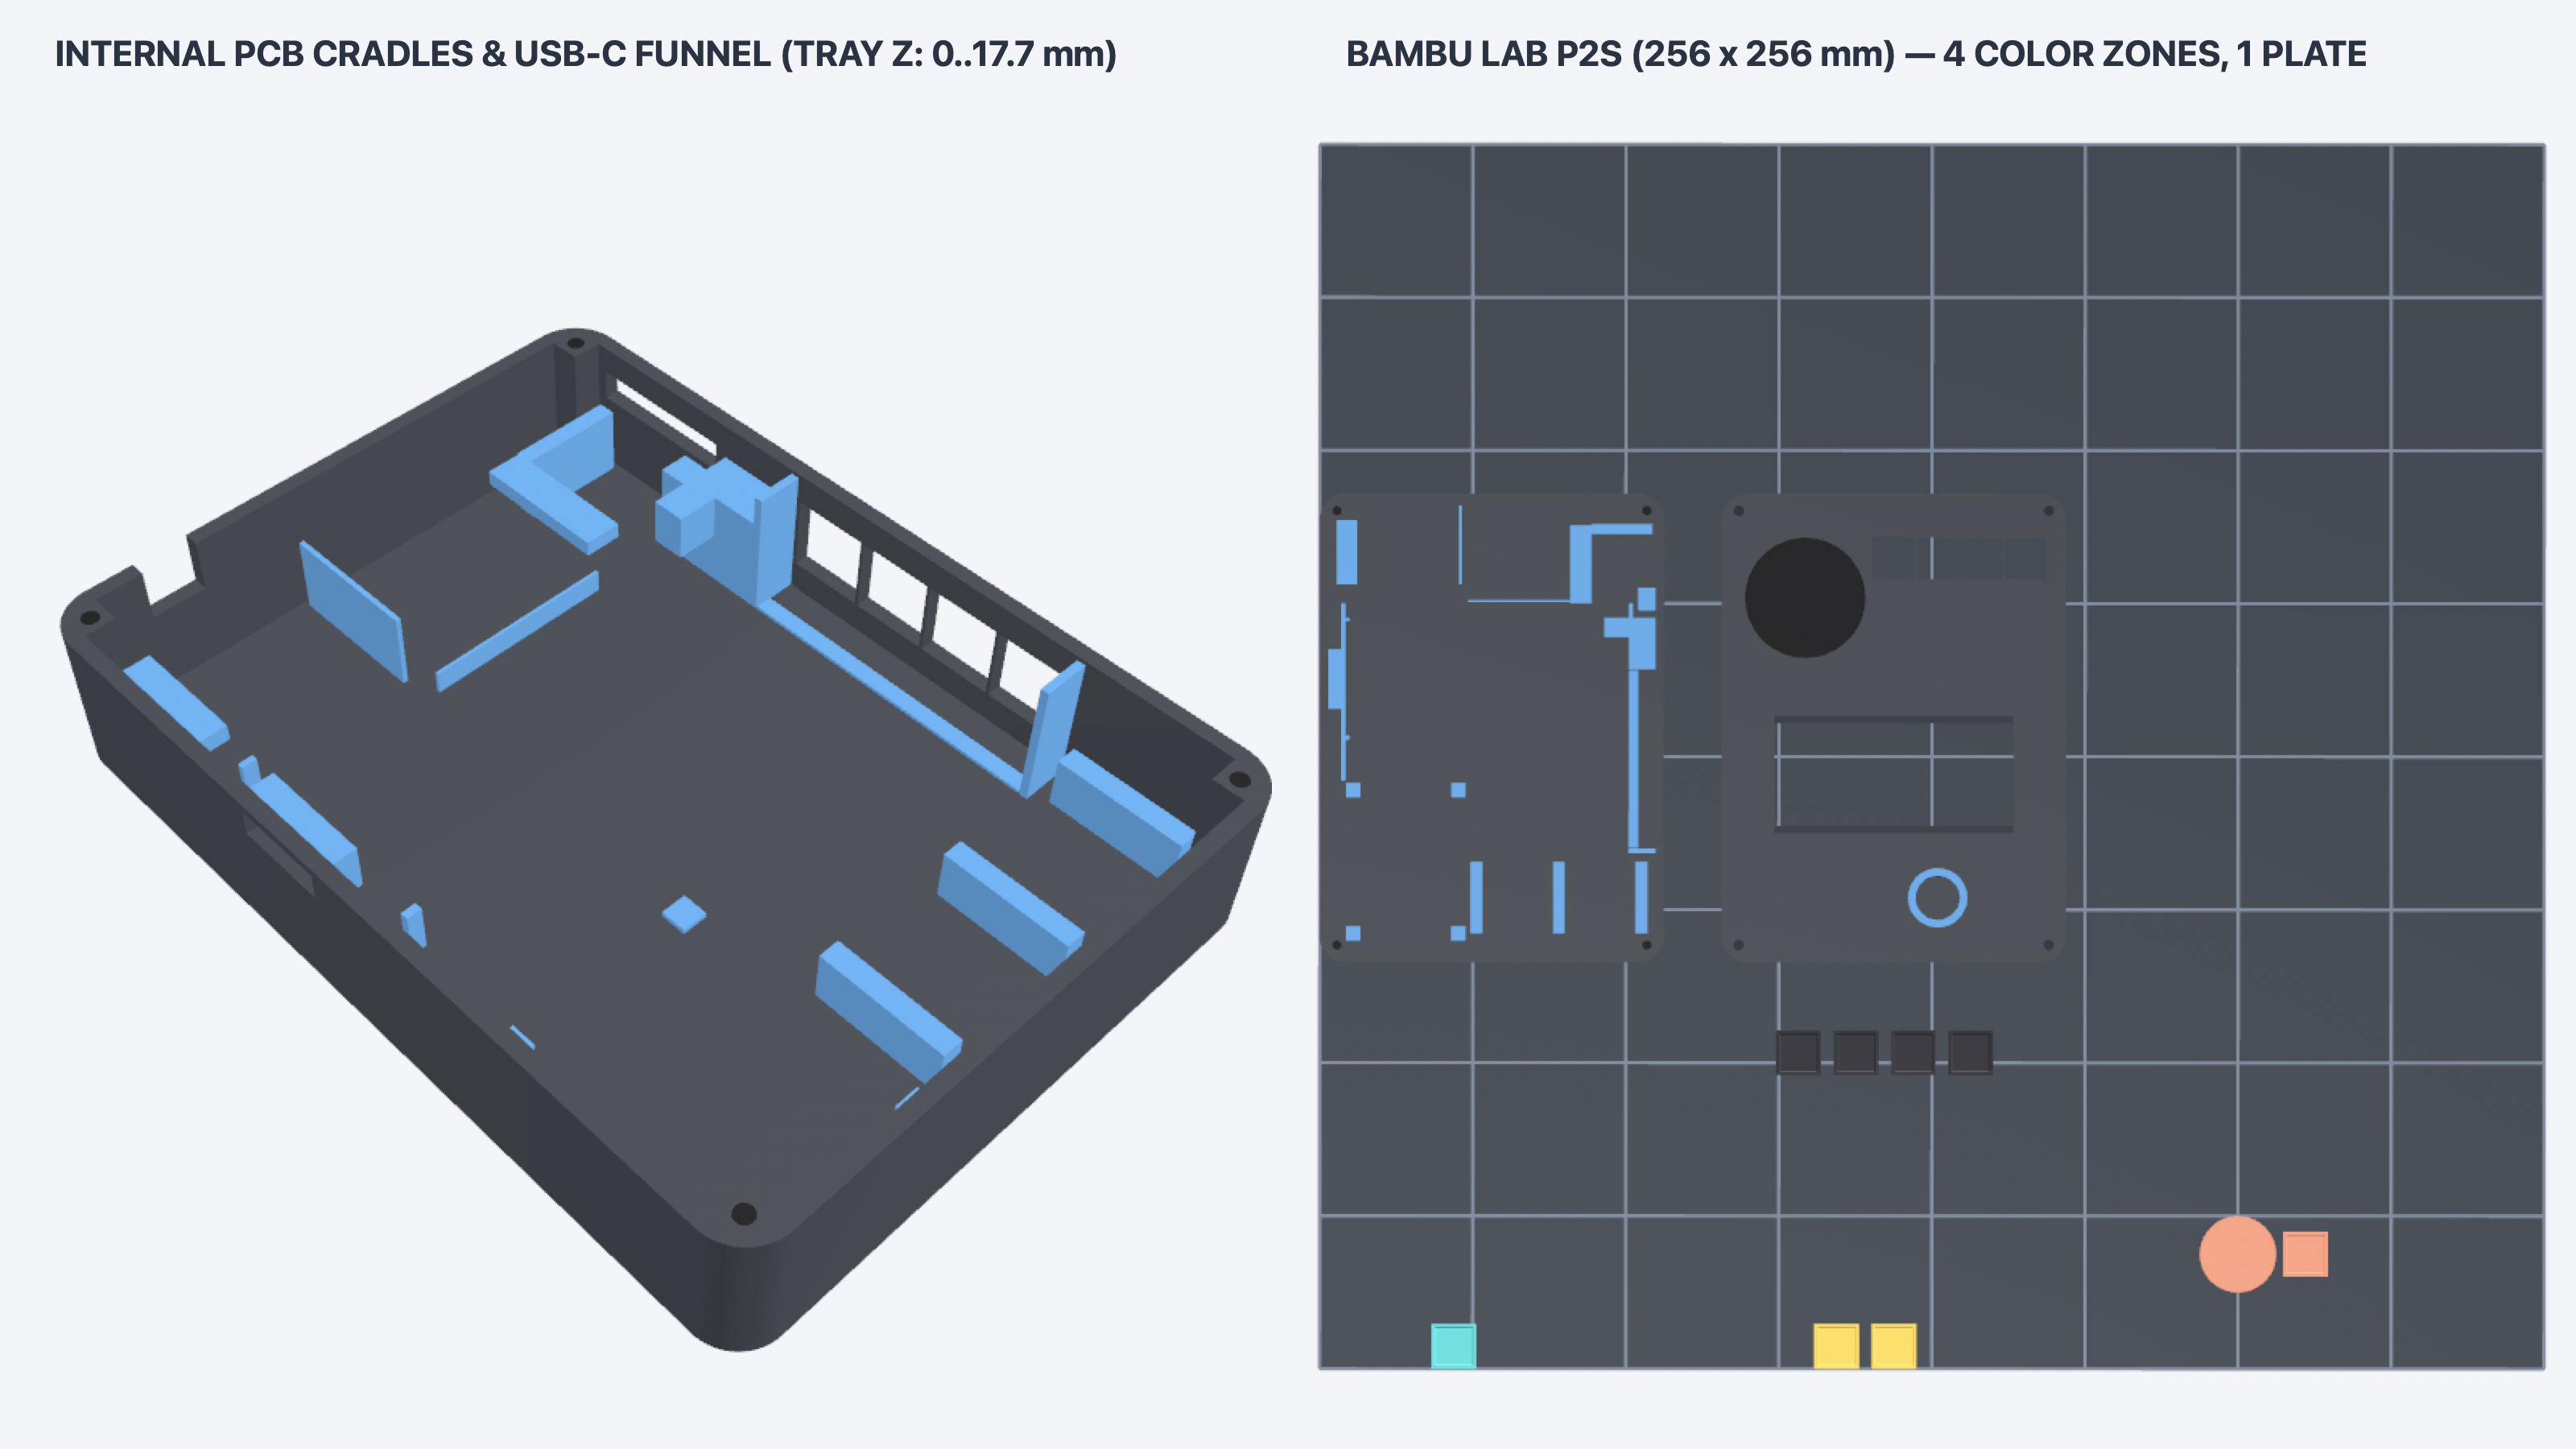 INTERNAL PCB CRADLES & USB-C FUNNEL (TRAY Z: 0..17.7 mm)
BAMBU LAB P2S (256 x 256 mm) — 4 COLOR ZONES, 1 PLATE